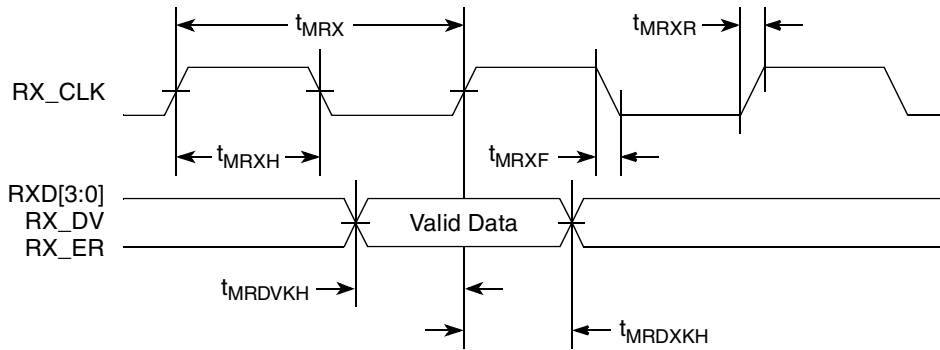 tMRX
tMRXR
RX_CLK
tMRXH
tMRXF
RXD[3:0]
RX_DV
RX_ER
Valid Data
tMRDVKH
tMRDXKH